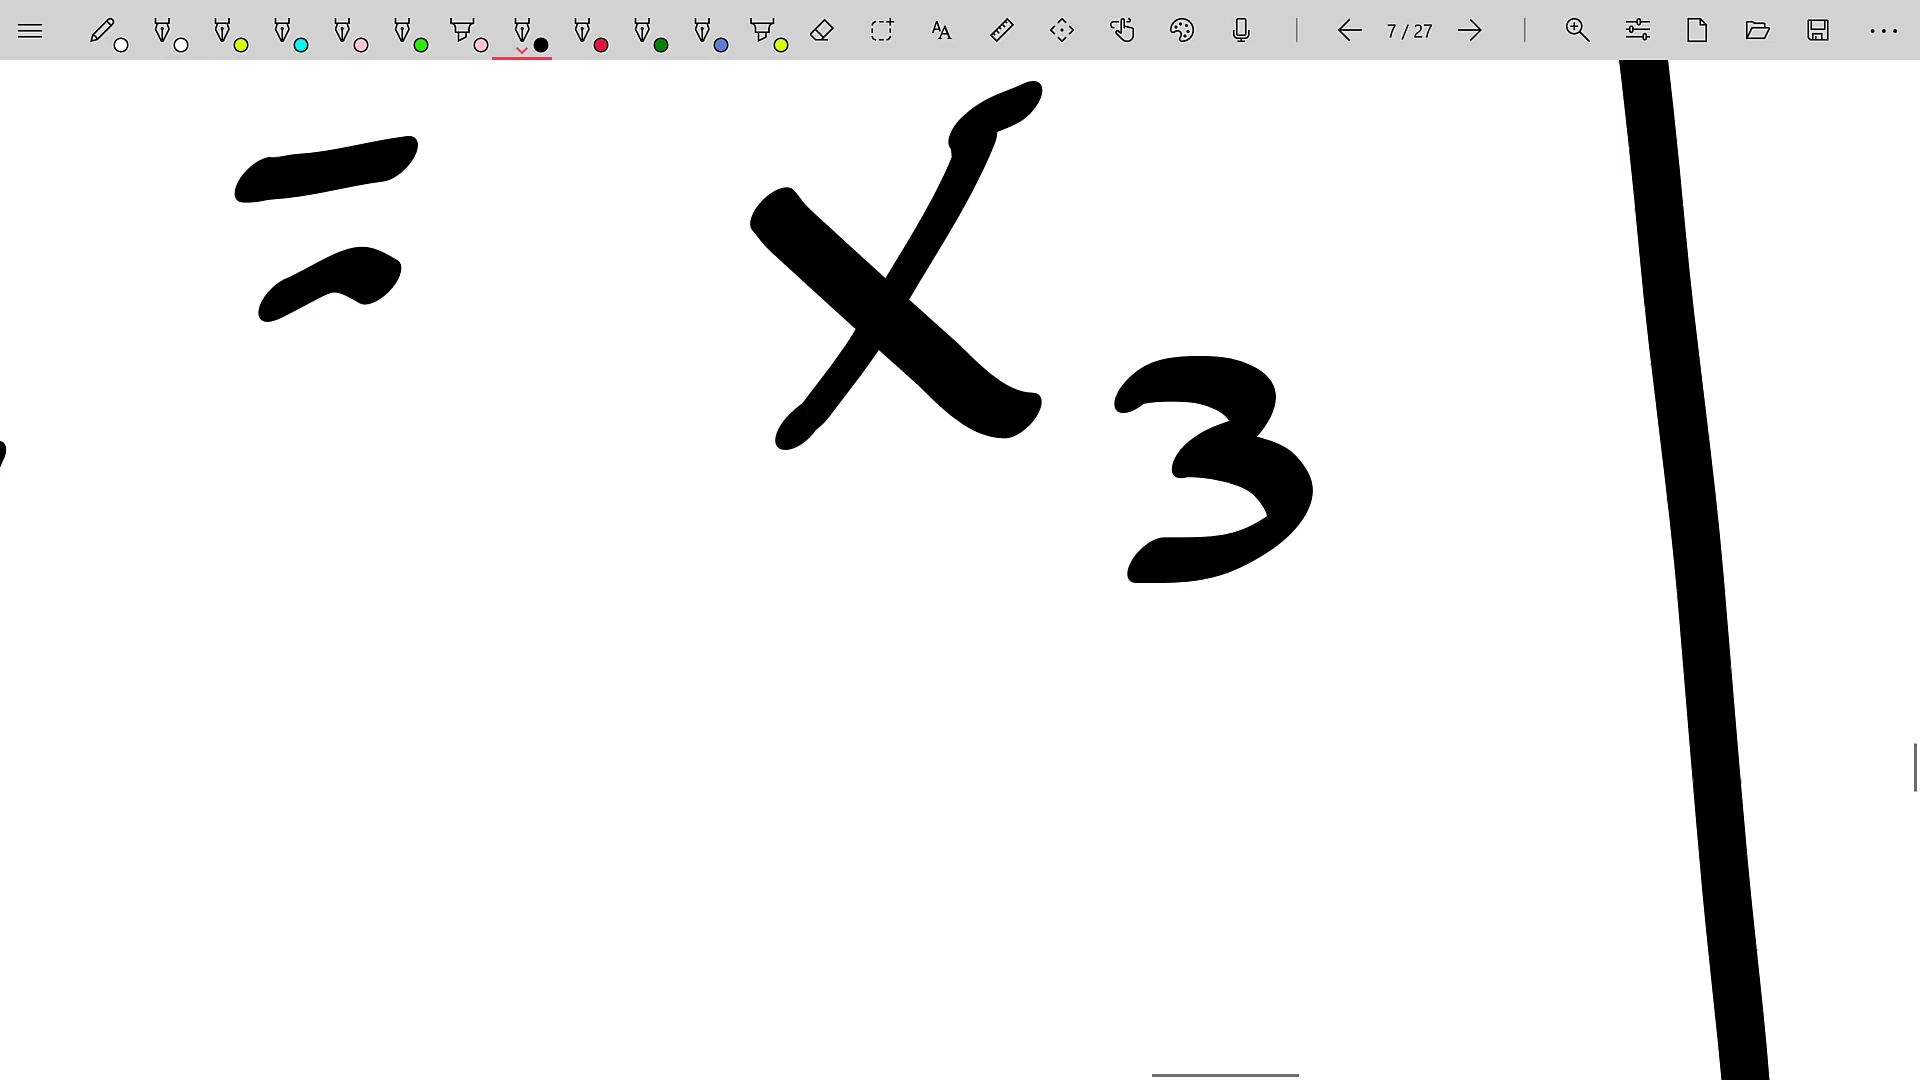 7 / 27
= x₃